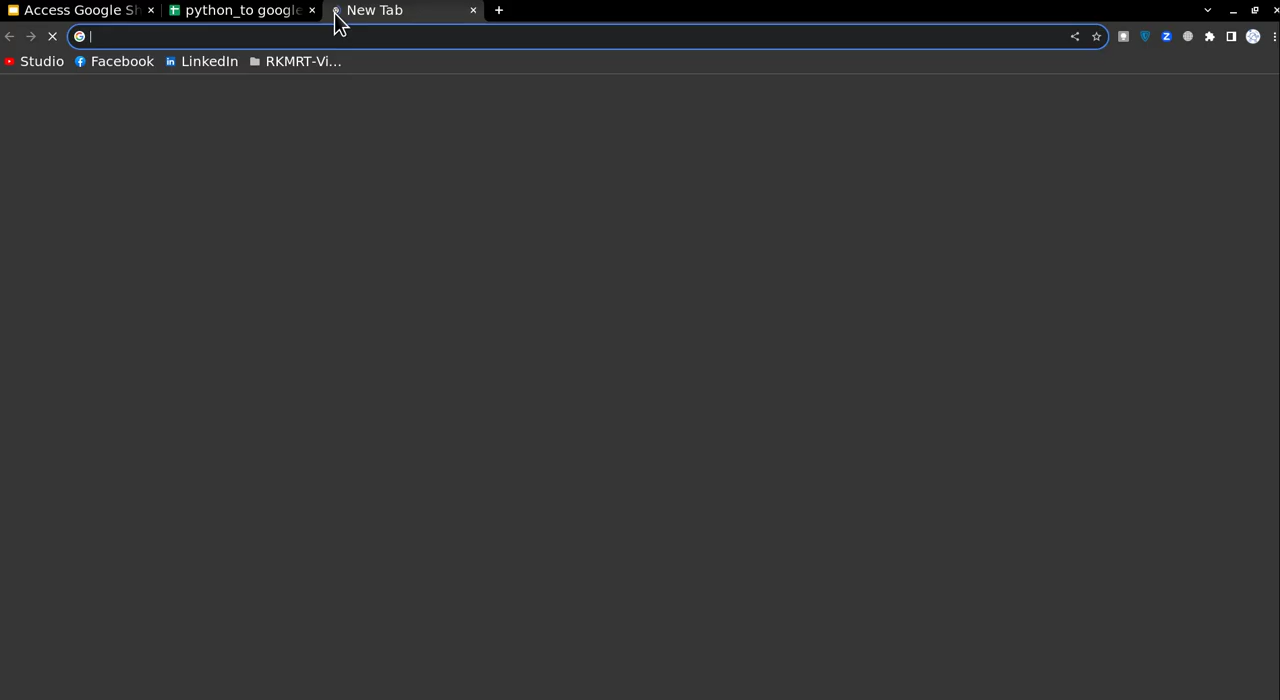 Access Google Sh
python_to google
New Tab
Studio
Facebook
LinkedIn
RKMRT-Vi...